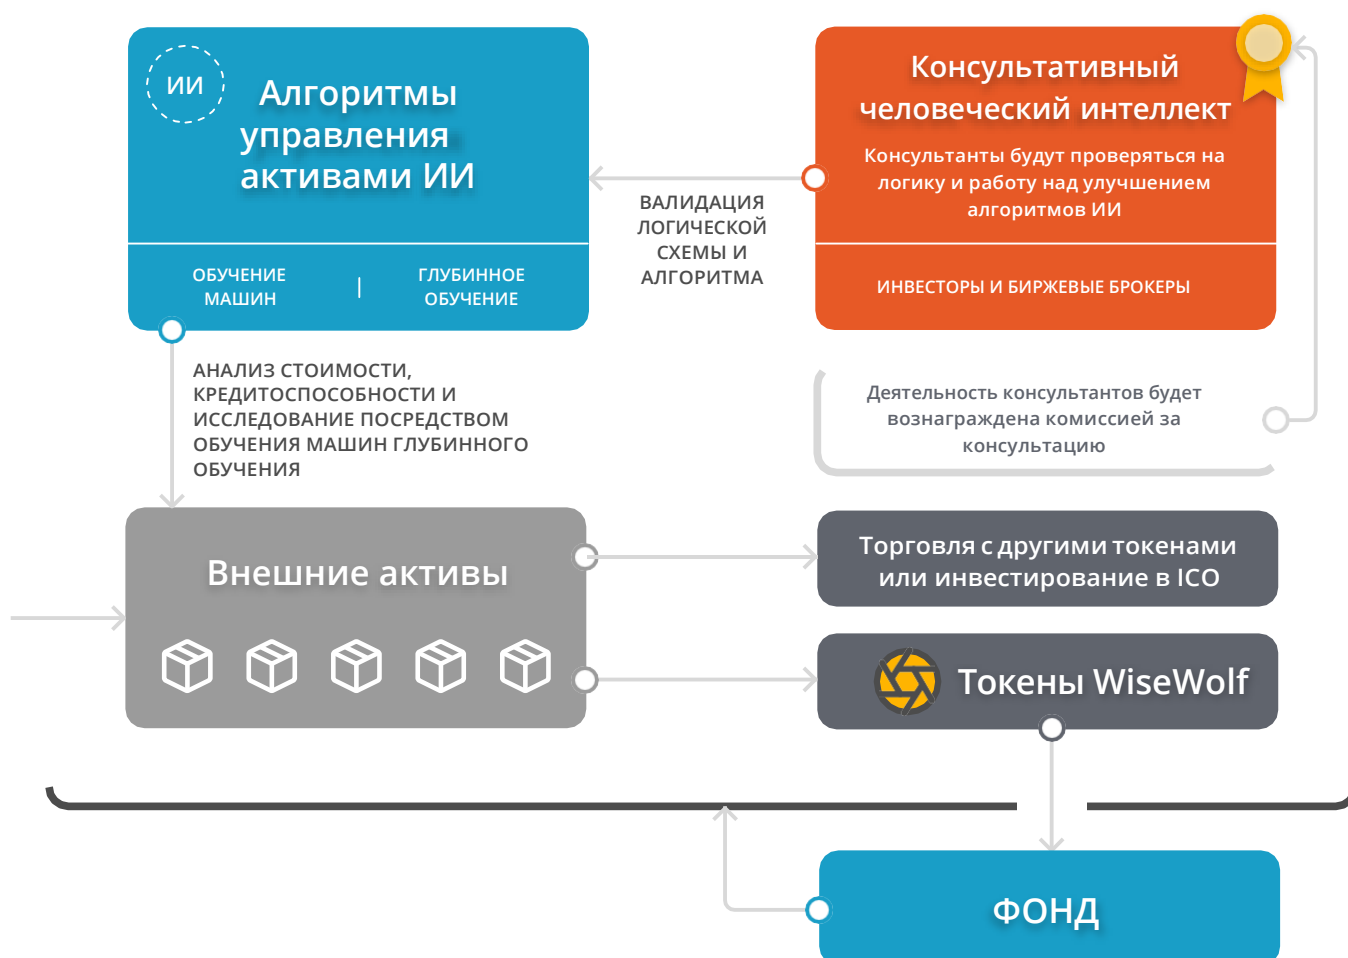 ИИ
Алгоритмы
управления
активами ИИ
ОБУЧЕНИЕ
МАШИН
|
ГЛУБИННОЕ
ОБУЧЕНИЕ
ВАЛИДАЦИЯ
ЛОГИЧЕСКОЙ
СХЕМЫ И
АЛГОРИТМА
Консультативный
человеческий интеллект
Консультанты будут проверяться на
логику и работу над улучшением
алгоритмов ИИ
ИНВЕСТОРЫ И БИРЖЕВЫЕ БРОКЕРЫ
АНАЛИЗ СТОИМОСТИ,
КРЕДИТОСПОСОБНОСТИ И
ИССЛЕДОВАНИЕ ПОСРЕДСТВОМ
ОБУЧЕНИЯ МАШИН ГЛУБИННОГО
ОБУЧЕНИЯ
Деятельность консультантов будет
вознаграждена комиссией за
консультацию
Внешние активы
Торговля с другими токенами
или инвестирование в ICO
Токены WiseWolf
ФОНД